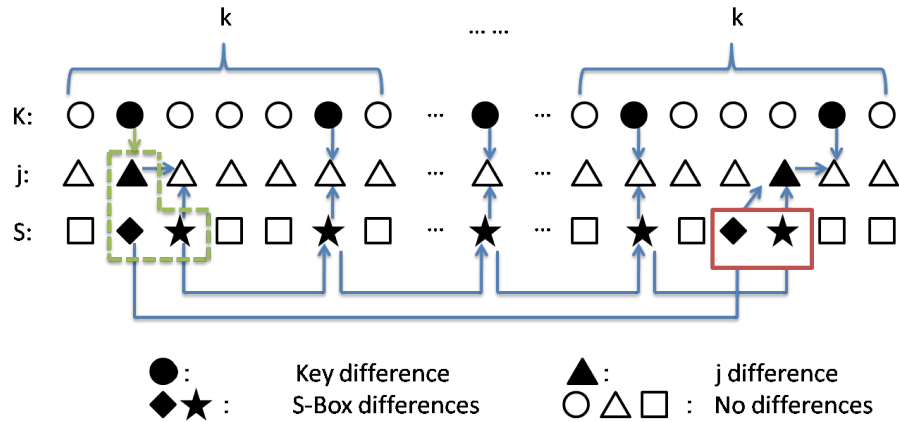 k ... ... k
K: ... ...
j: ... ...
S: ... ...
: Key difference : j difference
: S-Box differences : No differences